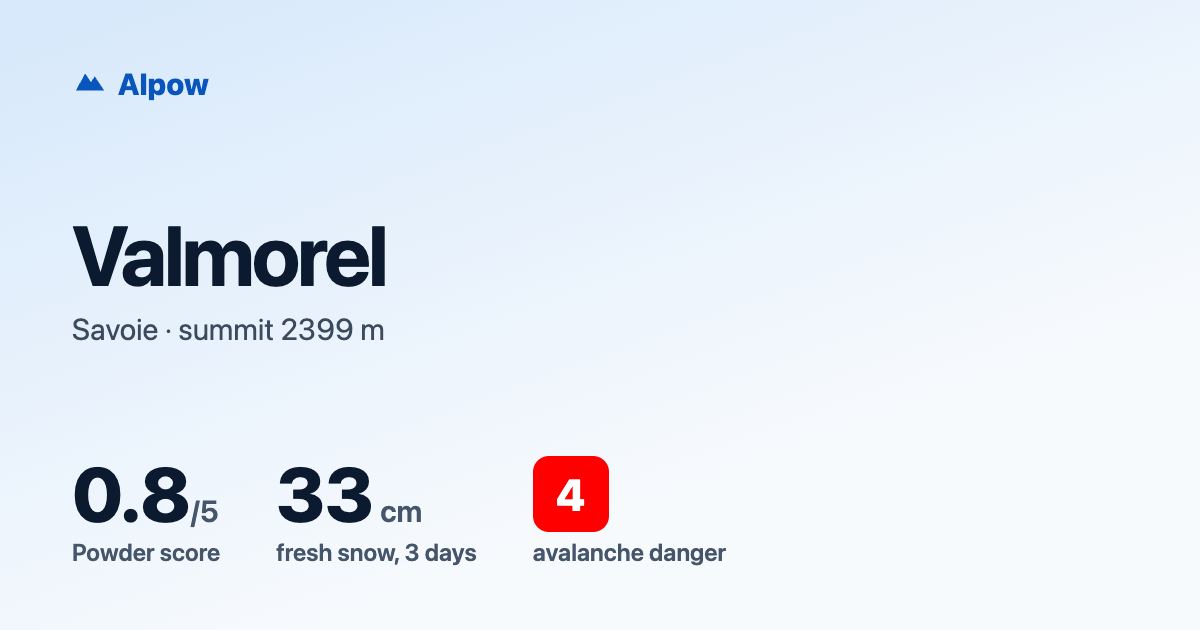 Alpow
Valmorel
Savoie · summit 2399 m
0.8/5
Powder score
33 cm
fresh snow, 3 days
4
avalanche danger